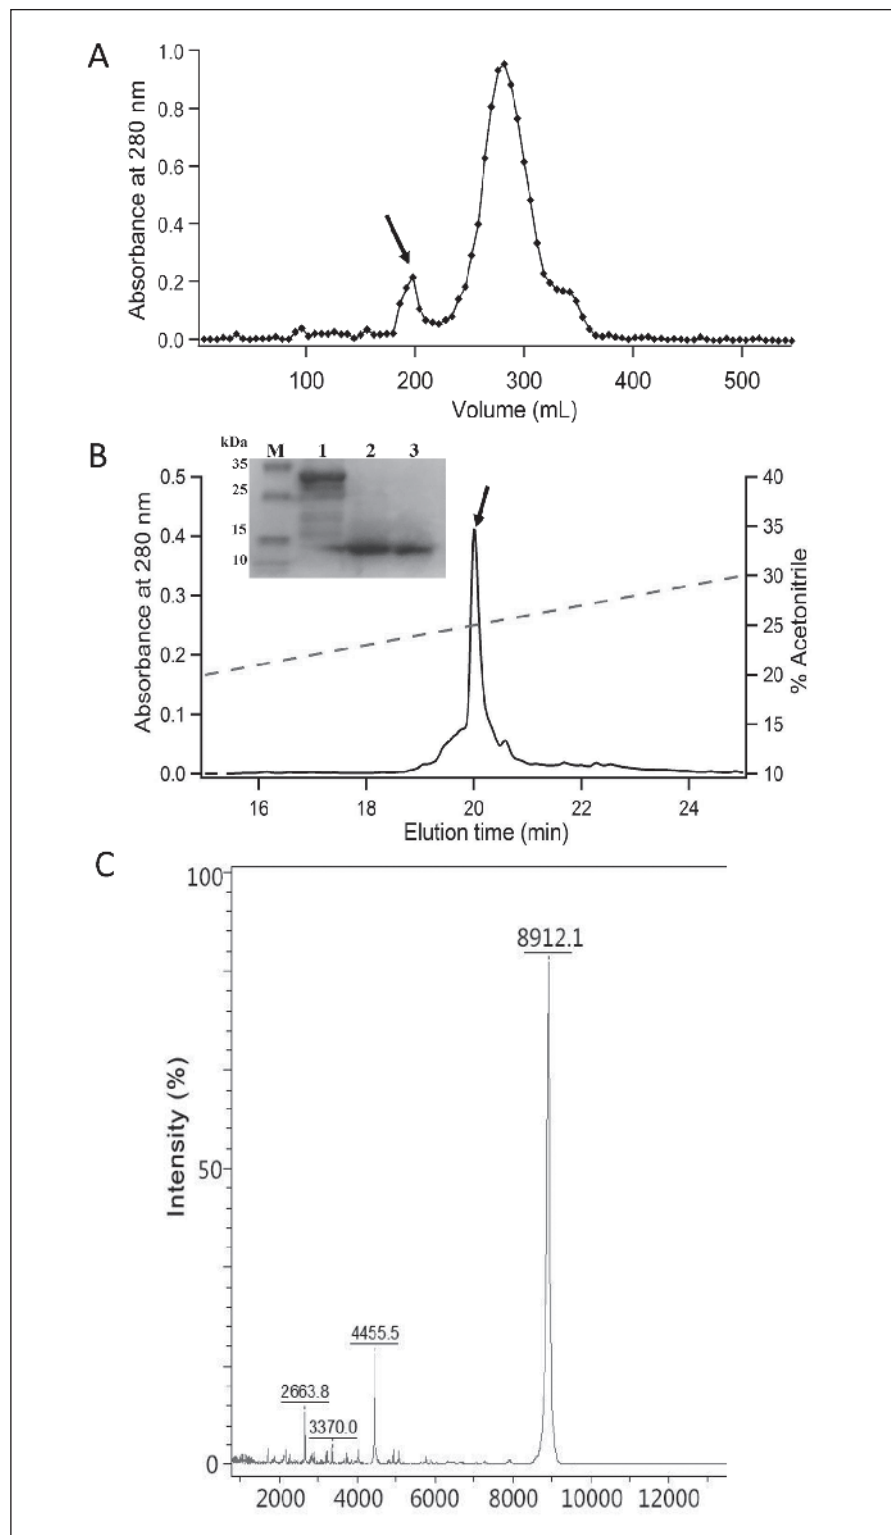 A
Absorbance at 280 nm
1.0
0.8
0.6
0.4
0.2
0.0
100 200 300 400 500
Volume (mL)
B
kDa M 1 2 3
35
25
15
10
Absorbance at 280 nm
0.5
0.4
0.3
0.2
0.1
0.0
40
35
30
25
20
15
10
% Acetonitrile
16 18 20 22 24
Elution time (min)
C
Intensity (%)
100
50
0
8912.1
4455.5
2663.8
3370.0
2000 4000 6000 8000 10000 12000